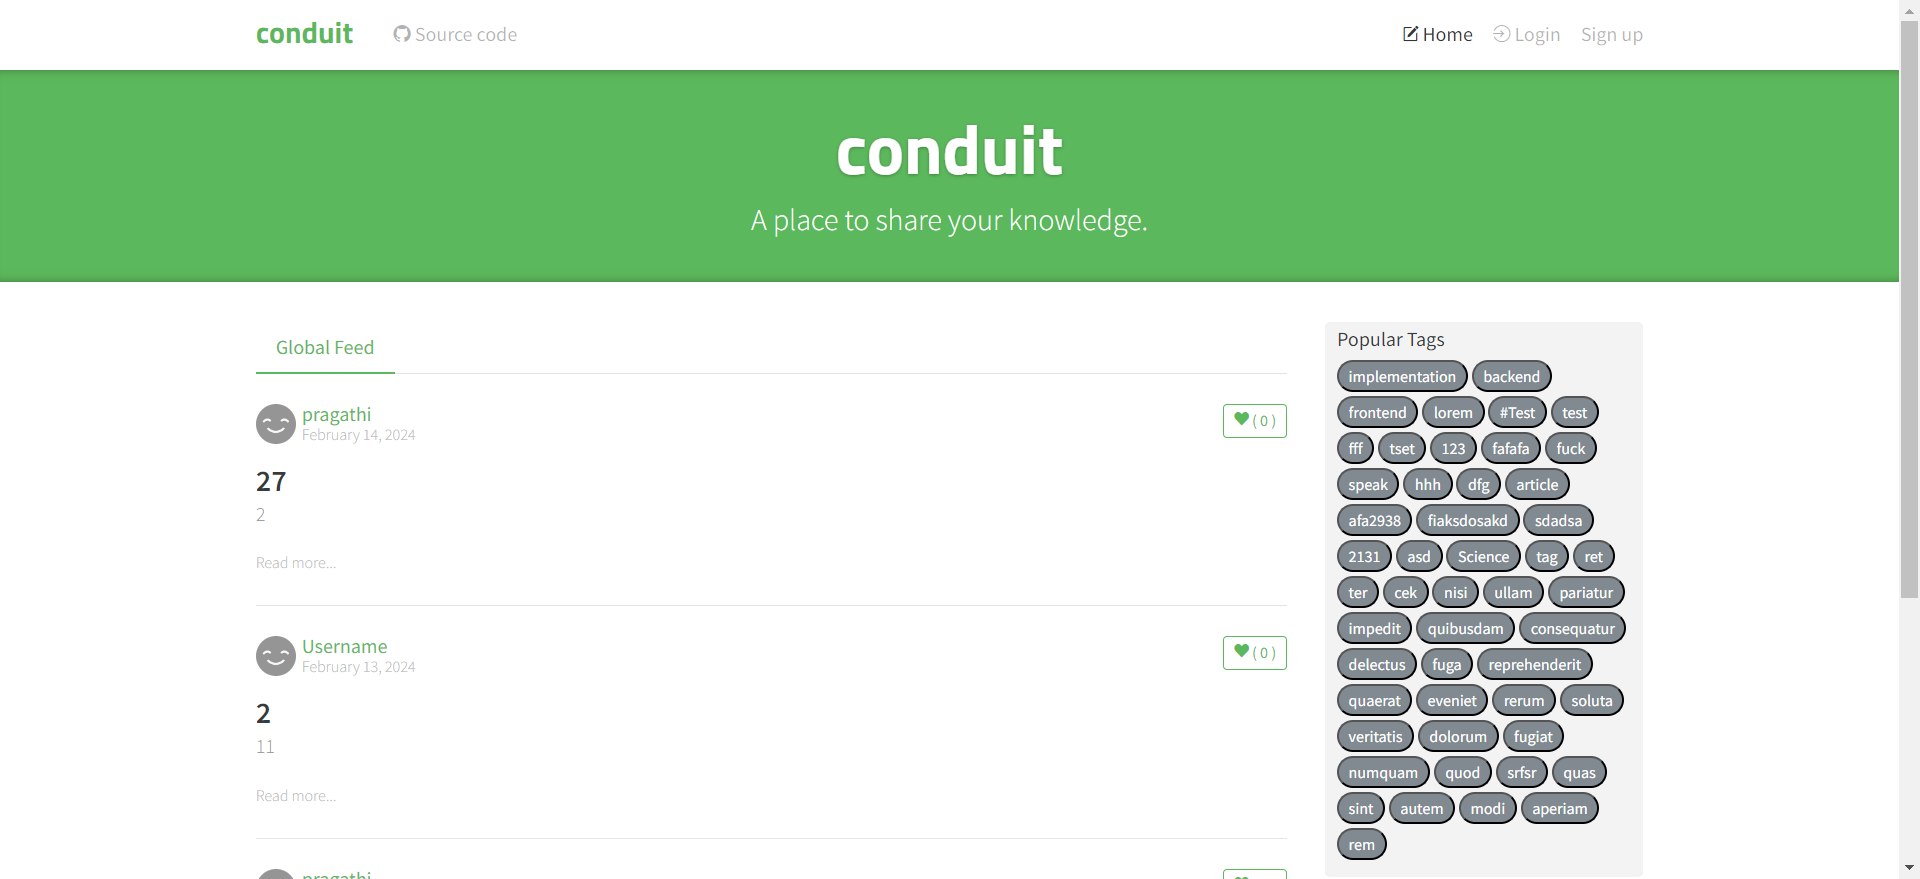 conduit Source code Home Login Sign up
conduit
A place to share your knowledge.
Global Feed
pragathi
February 14, 2024
( 0 )
27
2
Read more...
Username
February 13, 2024
( 0 )
2
11
Read more...
pragathi
Popular Tags
implementation backend
frontend lorem #Test test
fff tset 123 fafafa fuck
speak hhh dfg article
afa2938 fiaksdosakd sdadsa
2131 asd Science tag ret
ter cek nisi ullam pariatur
impedit quibusdam consequatur
delectus fuga reprehenderit
quaerat eveniet rerum soluta
veritatis dolorum fugiat
numquam quod srfsr quas
sint autem modi aperiam
rem